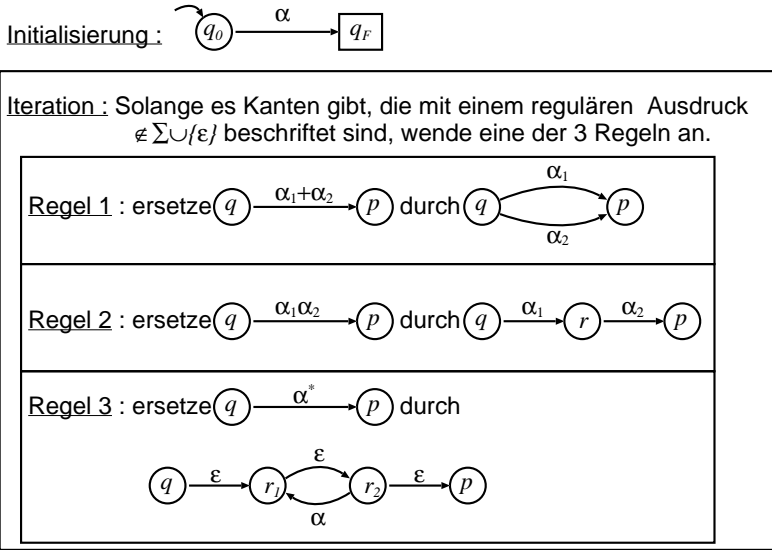 α
Initialisierung : q₀ q_F
Iteration : Solange es Kanten gibt, die mit einem regulären Ausdruck
∉ Σ∪{ε} beschriftet sind, wende eine der 3 Regeln an.
α₁
Regel 1 : ersetze q α₁+α₂ p durch q p
α₂
Regel 2 : ersetze q α₁α₂ p durch q α₁ r α₂ p
Regel 3 : ersetze q α* p durch
ε
q ε r₁ r₂ ε p
α